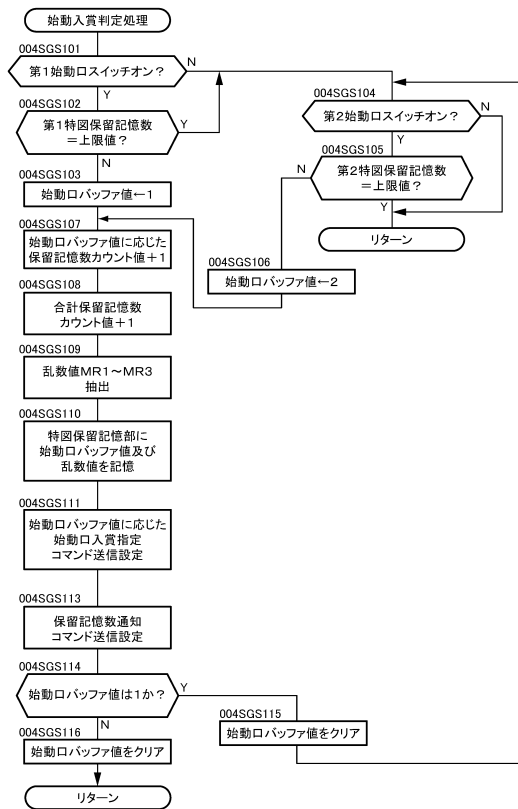 始動入賞判定処理
004SGS101
第1始動口スイッチオン?
N
Y
004SGS102
第1特図保留記憶数
=上限値?
Y
N
004SGS103
始動口バッファ値←1
004SGS104
第2始動口スイッチオン?
N
Y
004SGS105
第2特図保留記憶数
=上限値?
N
Y
リターン
004SGS106
始動口バッファ値←2
004SGS107
始動口バッファ値に応じた
保留記憶数カウント値+1
004SGS108
合計保留記憶数
カウント値+1
004SGS109
乱数値MR1~MR3
抽出
004SGS110
特図保留記憶部に
始動口バッファ値及び
乱数値を記憶
004SGS111
始動口バッファ値に応じた
始動口入賞指定
コマンド送信設定
004SGS113
保留記憶数通知
コマンド送信設定
004SGS114
始動口バッファ値は1か?
Y
N
004SGS115
始動口バッファ値をクリア
004SGS116
始動口バッファ値をクリア
リターン